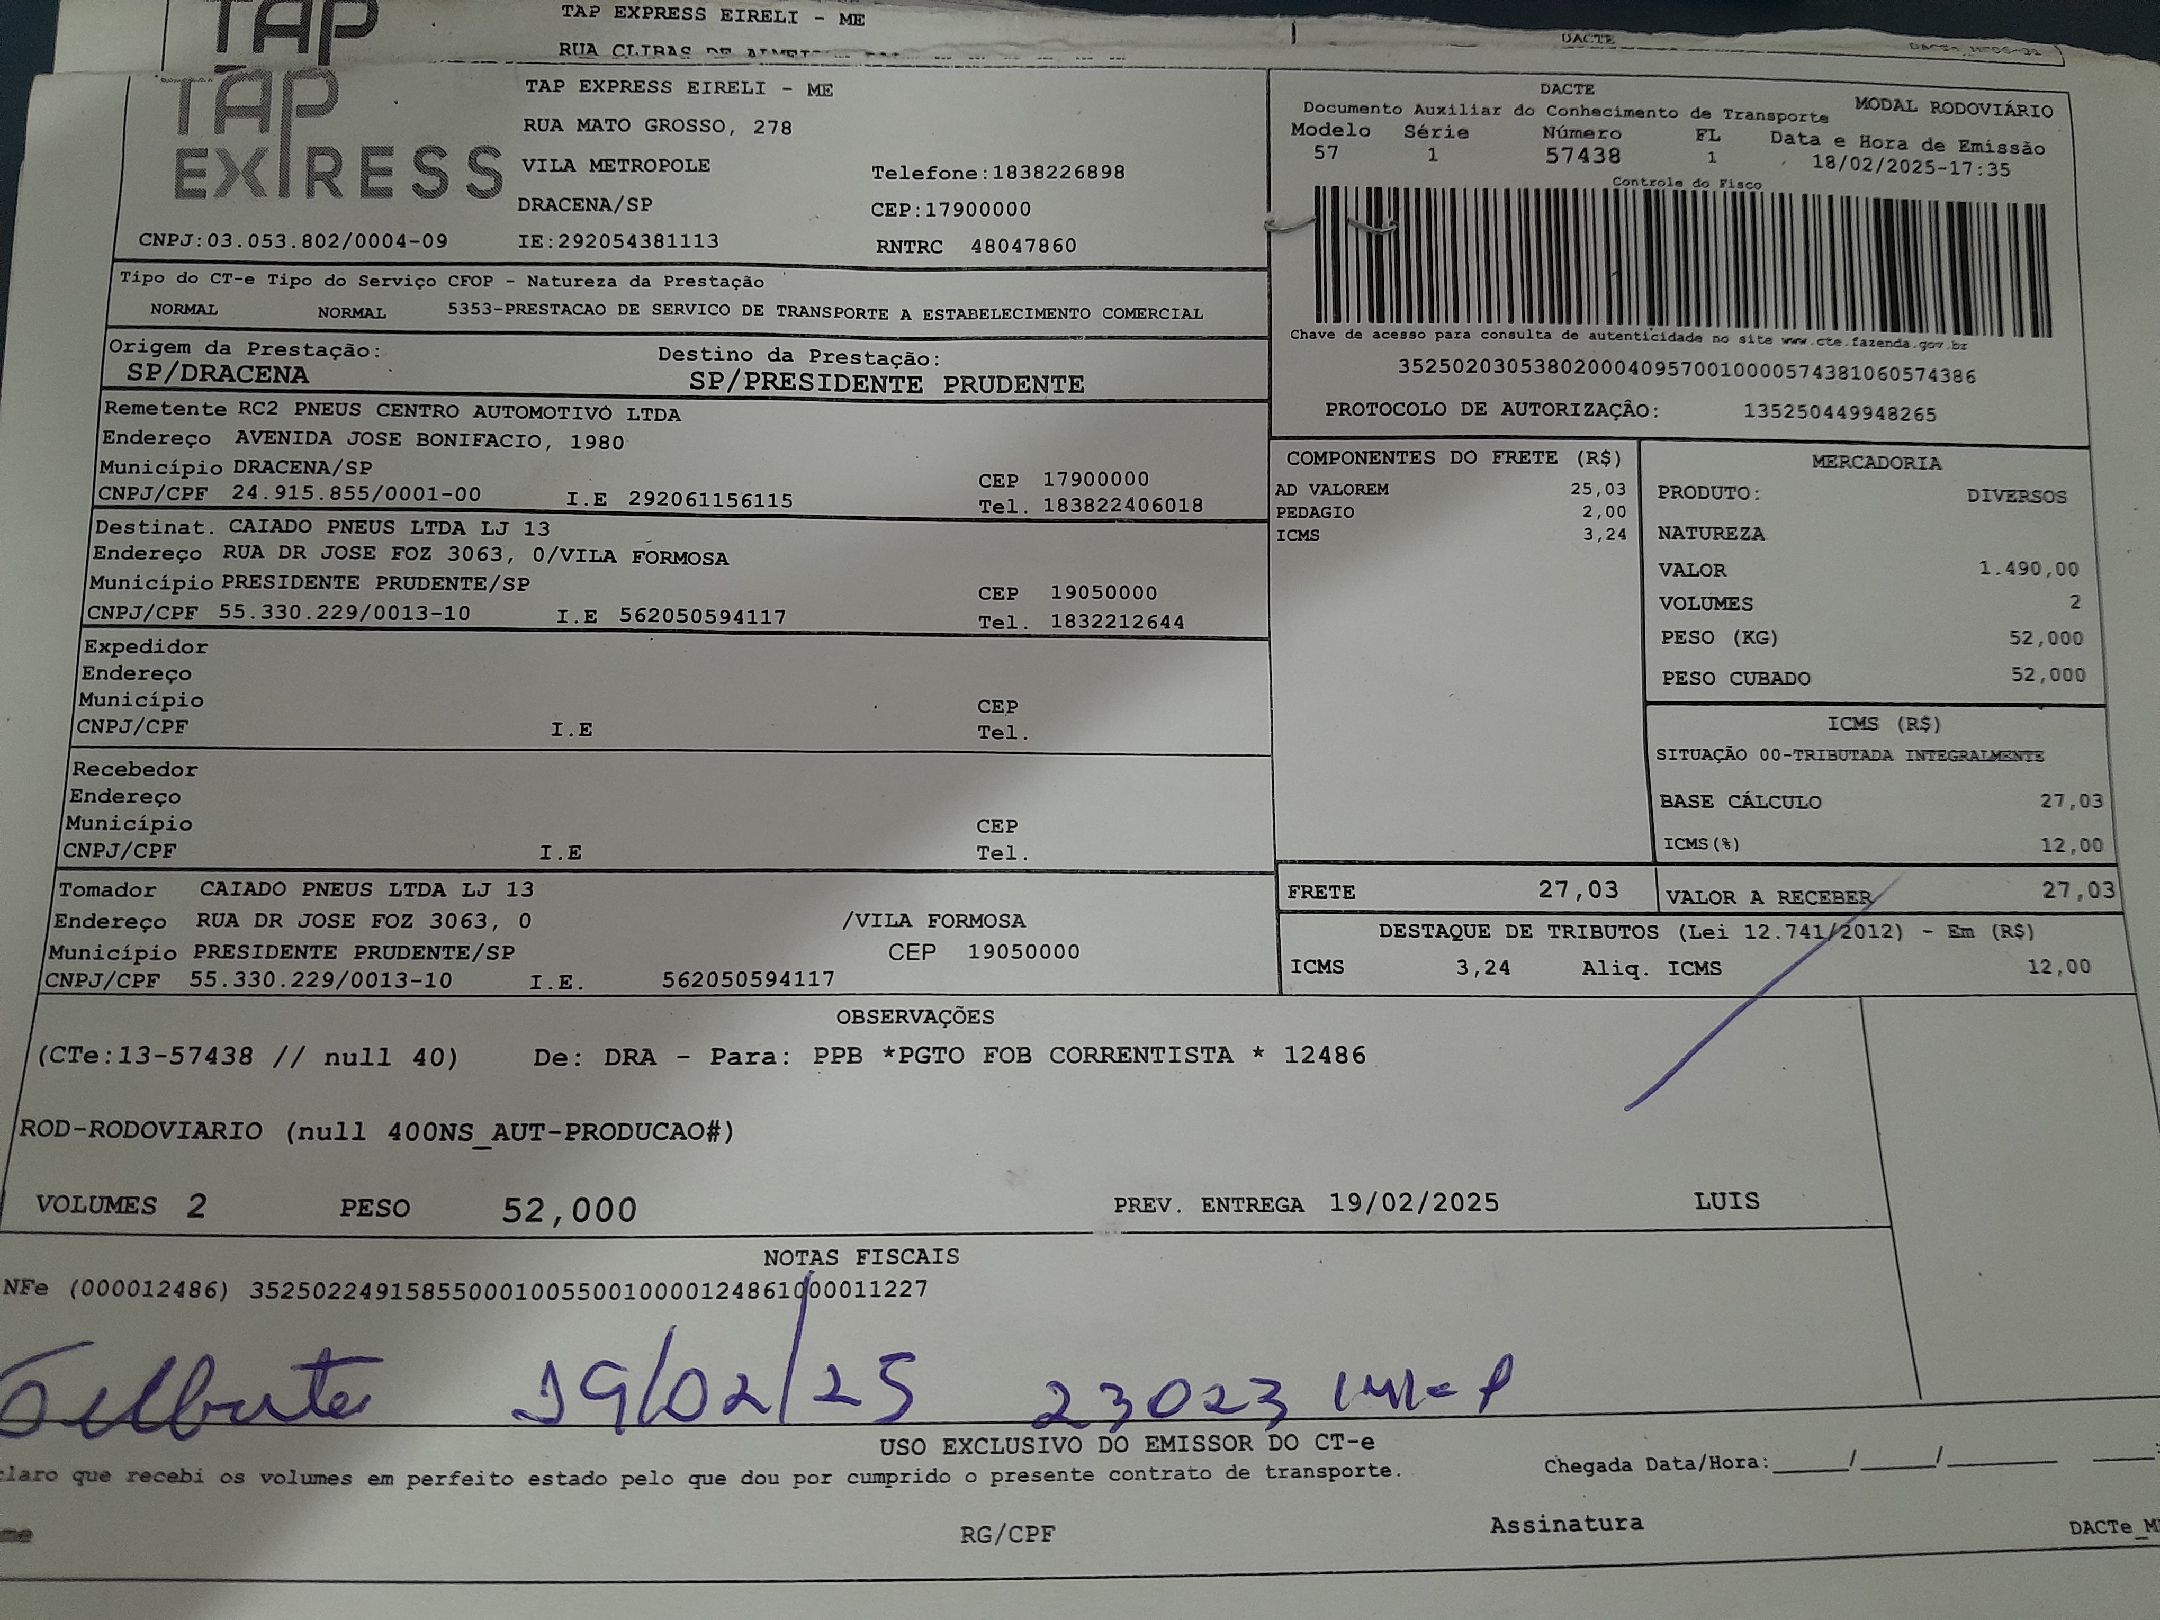 TAP
TAP EXPRESS EIRELI - ME
DACTE
TAP
EXPRESS
TAP EXPRESS EIRELI - ME
RUA MATO GROSSO, 278
VILA METROPOLE
Telefone:1838226898
DRACENA/SP
CEP:17900000
CNPJ:03.053.802/0004-09
IE:292054381113
RNTRC 48047860
DACTE
Documento Auxiliar do Conhecimento de Transporte
MODAL RODOVIÁRIO
Modelo Série Número FL Data e Hora de Emissão
57 1 57438 1 18/02/2025-17:35
Controle do Fisco
Chave de acesso para consulta de autenticidade no site www.cte.fazenda.gov.br
35250203053802000409570010000574381060574386
PROTOCOLO DE AUTORIZAÇÃO: 135250449948265
Tipo do CT-e Tipo do Serviço CFOP - Natureza da Prestação
NORMAL NORMAL 5353-PRESTACAO DE SERVICO DE TRANSPORTE A ESTABELECIMENTO COMERCIAL
Origem da Prestação: Destino da Prestação:
SP/DRACENA SP/PRESIDENTE PRUDENTE
Remetente RC2 PNEUS CENTRO AUTOMOTIVO LTDA
Endereço AVENIDA JOSE BONIFACIO, 1980
Município DRACENA/SP CEP 17900000
CNPJ/CPF 24.915.855/0001-00 I.E 292061156115 Tel. 183822406018
Destinat. CAIADO PNEUS LTDA LJ 13
Endereço RUA DR JOSE FOZ 3063, 0/VILA FORMOSA
Município PRESIDENTE PRUDENTE/SP CEP 19050000
CNPJ/CPF 55.330.229/0013-10 I.E 562050594117 Tel. 1832212644
Expedidor
Endereço
Município CEP
CNPJ/CPF I.E Tel.
Recebedor
Endereço
Município CEP
CNPJ/CPF I.E Tel.
Tomador CAIADO PNEUS LTDA LJ 13
Endereço RUA DR JOSE FOZ 3063, 0 /VILA FORMOSA
Município PRESIDENTE PRUDENTE/SP CEP 19050000
CNPJ/CPF 55.330.229/0013-10 I.E. 562050594117
COMPONENTES DO FRETE (R$)
AD VALOREM 25,03
PEDAGIO 2,00
ICMS 3,24
MERCADORIA
PRODUTO: DIVERSOS
NATUREZA
VALOR 1.490,00
VOLUMES 2
PESO (KG) 52,000
PESO CUBADO 52,000
ICMS (R$)
SITUAÇÃO 00-TRIBUTADA INTEGRALMENTE
BASE CÁLCULO 27,03
ICMS(%) 12,00
FRETE 27,03 VALOR A RECEBER 27,03
DESTAQUE DE TRIBUTOS (Lei 12.741/2012) - Em (R$)
ICMS 3,24 Aliq. ICMS 12,00
OBSERVAÇÕES
(CTe:13-57438 // null 40) De: DRA - Para: PPB *PGTO FOB CORRENTISTA * 12486
ROD-RODOVIARIO (null 400NS_AUT-PRODUCAO#)
VOLUMES 2 PESO 52,000 PREV. ENTREGA 19/02/2025 LUIS
NOTAS FISCAIS
NFe (000012486) 35250224915855000100550010000124861000011227
19/02/25 23023
USO EXCLUSIVO DO EMISSOR DO CT-e
claro que recebi os volumes em perfeito estado pelo que dou por cumprido o presente contrato de transporte.
Chegada Data/Hora:
RG/CPF
Assinatura